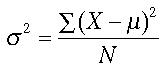 σ² = ∑(X − μ)² / N